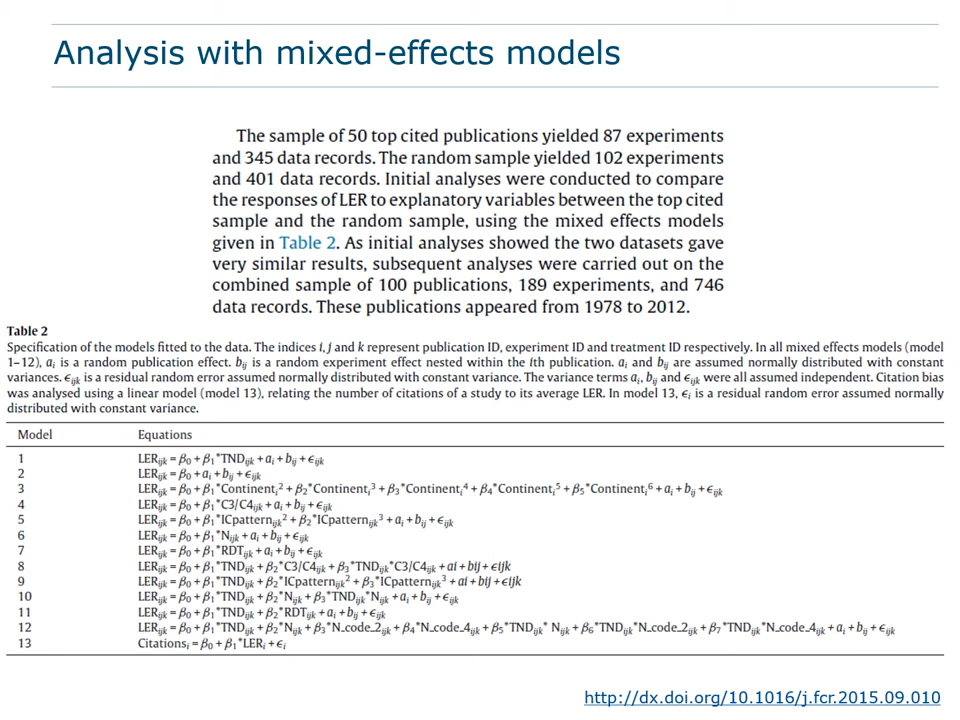 Analysis with mixed-effects models
The sample of 50 top cited publications yielded 87 experiments
and 345 data records. The random sample yielded 102 experiments
and 401 data records. Initial analyses were conducted to compare
the responses of LER to explanatory variables between the top cited
sample and the random sample, using the mixed effects models
given in Table 2. As initial analyses showed the two datasets gave
very similar results, subsequent analyses were carried out on the
combined sample of 100 publications, 189 experiments, and 746
data records. These publications appeared from 1978 to 2012.
Table 2
Specification of the models fitted to the data. The indices i, j and k represent publication ID, experiment ID and treatment ID respectively. In all mixed effects models (model
1–12), aᵢ is a random publication effect. bᵢⱼ is a random experiment effect nested within the ith publication. aᵢ and bᵢⱼ are assumed normally distributed with constant
variances. ϵᵢⱼₖ is a residual random error assumed normally distributed with constant variance. The variance terms aᵢ, bᵢⱼ and ϵᵢⱼₖ were all assumed independent. Citation bias
was analysed using a linear model (model 13), relating the number of citations of a study to its average LER. In model 13, ϵᵢ is a residual random error assumed normally
distributed with constant variance.
Model Equations
1 LERᵢⱼₖ = β₀ + β₁*TNDᵢⱼₖ + aᵢ + bᵢⱼ + ϵᵢⱼₖ
2 LERᵢⱼₖ = β₀ + aᵢ + bᵢⱼ + ϵᵢⱼₖ
3 LERᵢⱼₖ = β₀ + β₁*Continentᵢ² + β₂*Continentᵢ³ + β₃*Continentᵢ⁴ + β₄*Continentᵢ⁵ + β₅*Continentᵢ⁶ + aᵢ + bᵢⱼ + ϵᵢⱼₖ
4 LERᵢⱼₖ = β₀ + β₁*C3/C4ᵢⱼₖ + aᵢ + bᵢⱼ + ϵᵢⱼₖ
5 LERᵢⱼₖ = β₀ + β₁*ICpatternᵢⱼₖ² + β₂*ICpatternᵢⱼₖ³ + aᵢ + bᵢⱼ + ϵᵢⱼₖ
6 LERᵢⱼₖ = β₀ + β₁*Nᵢⱼₖ + aᵢ + bᵢⱼ + ϵᵢⱼₖ
7 LERᵢⱼₖ = β₀ + β₁*RDTᵢⱼₖ + aᵢ + bᵢⱼ + ϵᵢⱼₖ
8 LERᵢⱼₖ = β₀ + β₁*TNDᵢⱼₖ + β₂*C3/C4ᵢⱼₖ + β₃*TNDᵢⱼₖ*C3/C4ᵢⱼₖ + ai + bij + ϵijk
9 LERᵢⱼₖ = β₀ + β₁*TNDᵢⱼₖ + β₂*ICpatternᵢⱼₖ² + β₃*ICpatternᵢⱼₖ³ + ai + bij + ϵijk
10 LERᵢⱼₖ = β₀ + β₁*TNDᵢⱼₖ + β₂*Nᵢⱼₖ + β₃*TNDᵢⱼₖ*Nᵢⱼₖ + aᵢ + bᵢⱼ + ϵᵢⱼₖ
11 LERᵢⱼₖ = β₀ + β₁*TNDᵢⱼₖ + β₂*RDTᵢⱼₖ + aᵢ + bᵢⱼ + ϵᵢⱼₖ
12 LERᵢⱼₖ = β₀ + β₁*TNDᵢⱼₖ + β₂*Nᵢⱼₖ + β₃*N_code_2ᵢⱼₖ + β₄*N_code_4ᵢⱼₖ + β₅*TNDᵢⱼₖ* Nᵢⱼₖ + β₆*TNDᵢⱼₖ*N_code_2ᵢⱼₖ + β₇*TNDᵢⱼₖ*N_code_4ᵢⱼₖ + aᵢ + bᵢⱼ + ϵᵢⱼₖ
13 Citationsᵢ = β₀ + β₁*LERᵢ + ϵᵢ
http://dx.doi.org/10.1016/j.fcr.2015.09.010